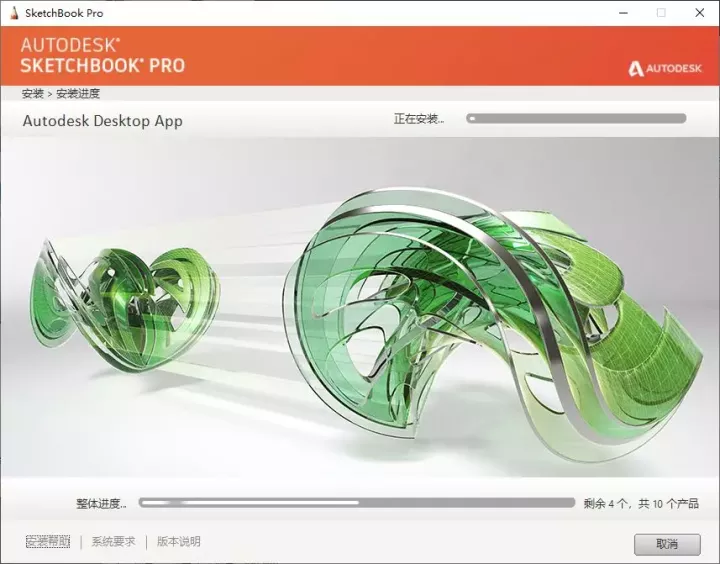 SketchBook Pro
AUTODESK®
SKETCHBOOK® PRO
AUTODESK
安装 > 安装进度
Autodesk Desktop App
正在安装...
整体进度...
剩余 4 个，共 10 个产品
安装帮助
系统要求
版本说明
取消